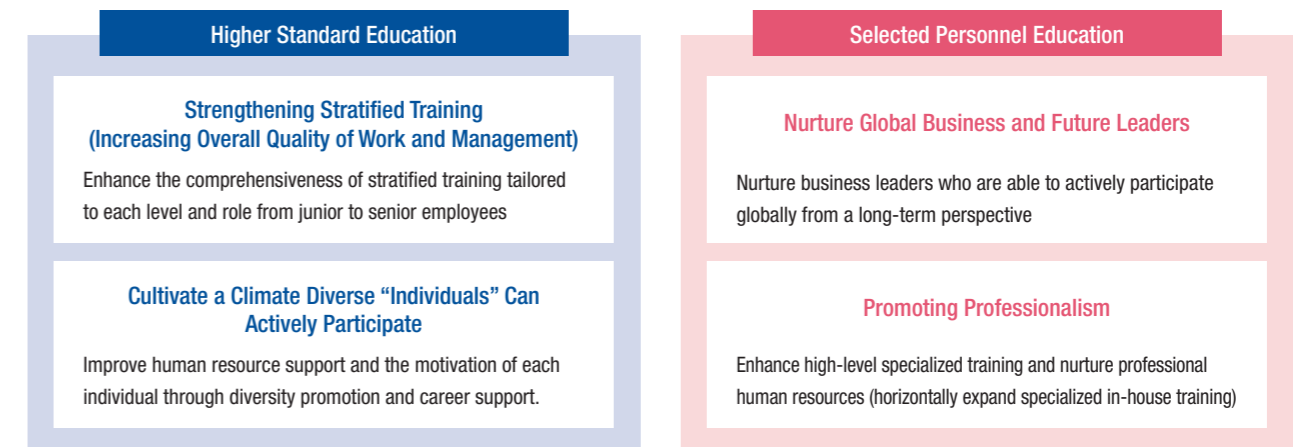 Higher Standard Education
Strengthening Stratified Training
(Increasing Overall Quality of Work and Management)
Enhance the comprehensiveness of stratified training tailored
to each level and role from junior to senior employees
Cultivate a Climate Diverse “Individuals” Can
Actively Participate
Improve human resource support and the motivation of each
individual through diversity promotion and career support.
Selected Personnel Education
Nurture Global Business and Future Leaders
Nurture business leaders who are able to actively participate
globally from a long-term perspective
Promoting Professionalism
Enhance high-level specialized training and nurture professional
human resources (horizontally expand specialized in-house training)